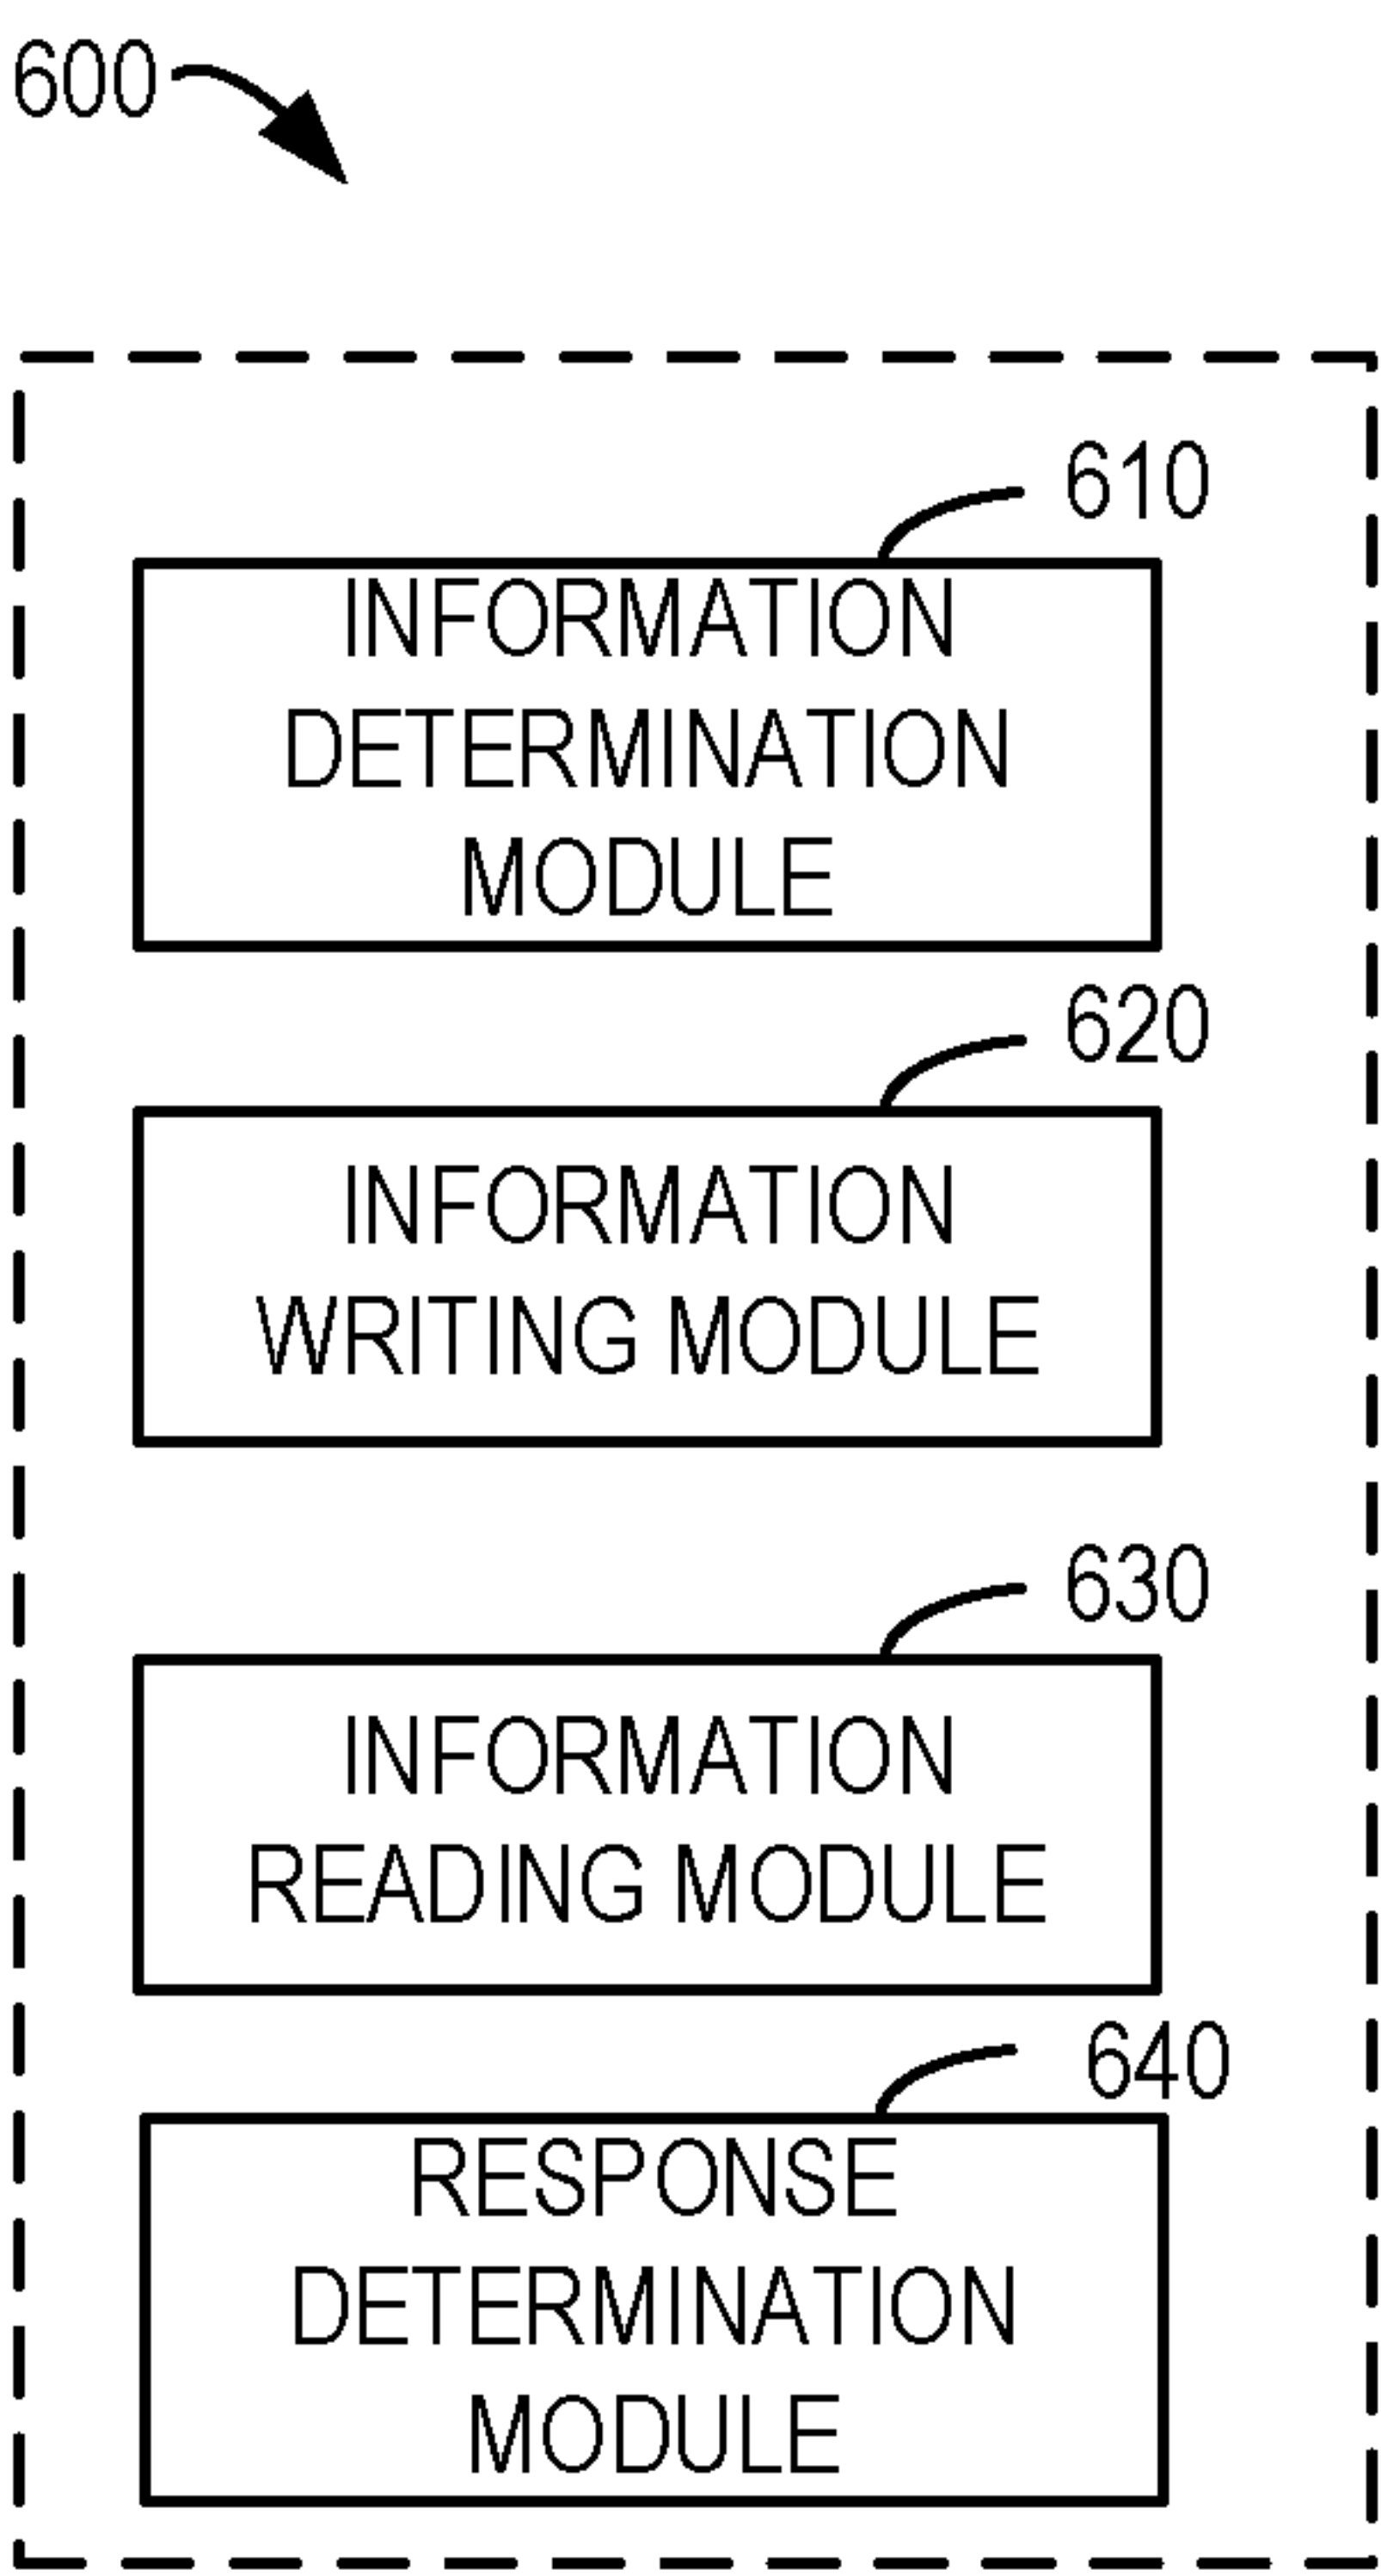 600
610
INFORMATION
DETERMINATION
MODULE
620
INFORMATION
WRITING MODULE
630
INFORMATION
READING MODULE
640
RESPONSE
DETERMINATION
MODULE